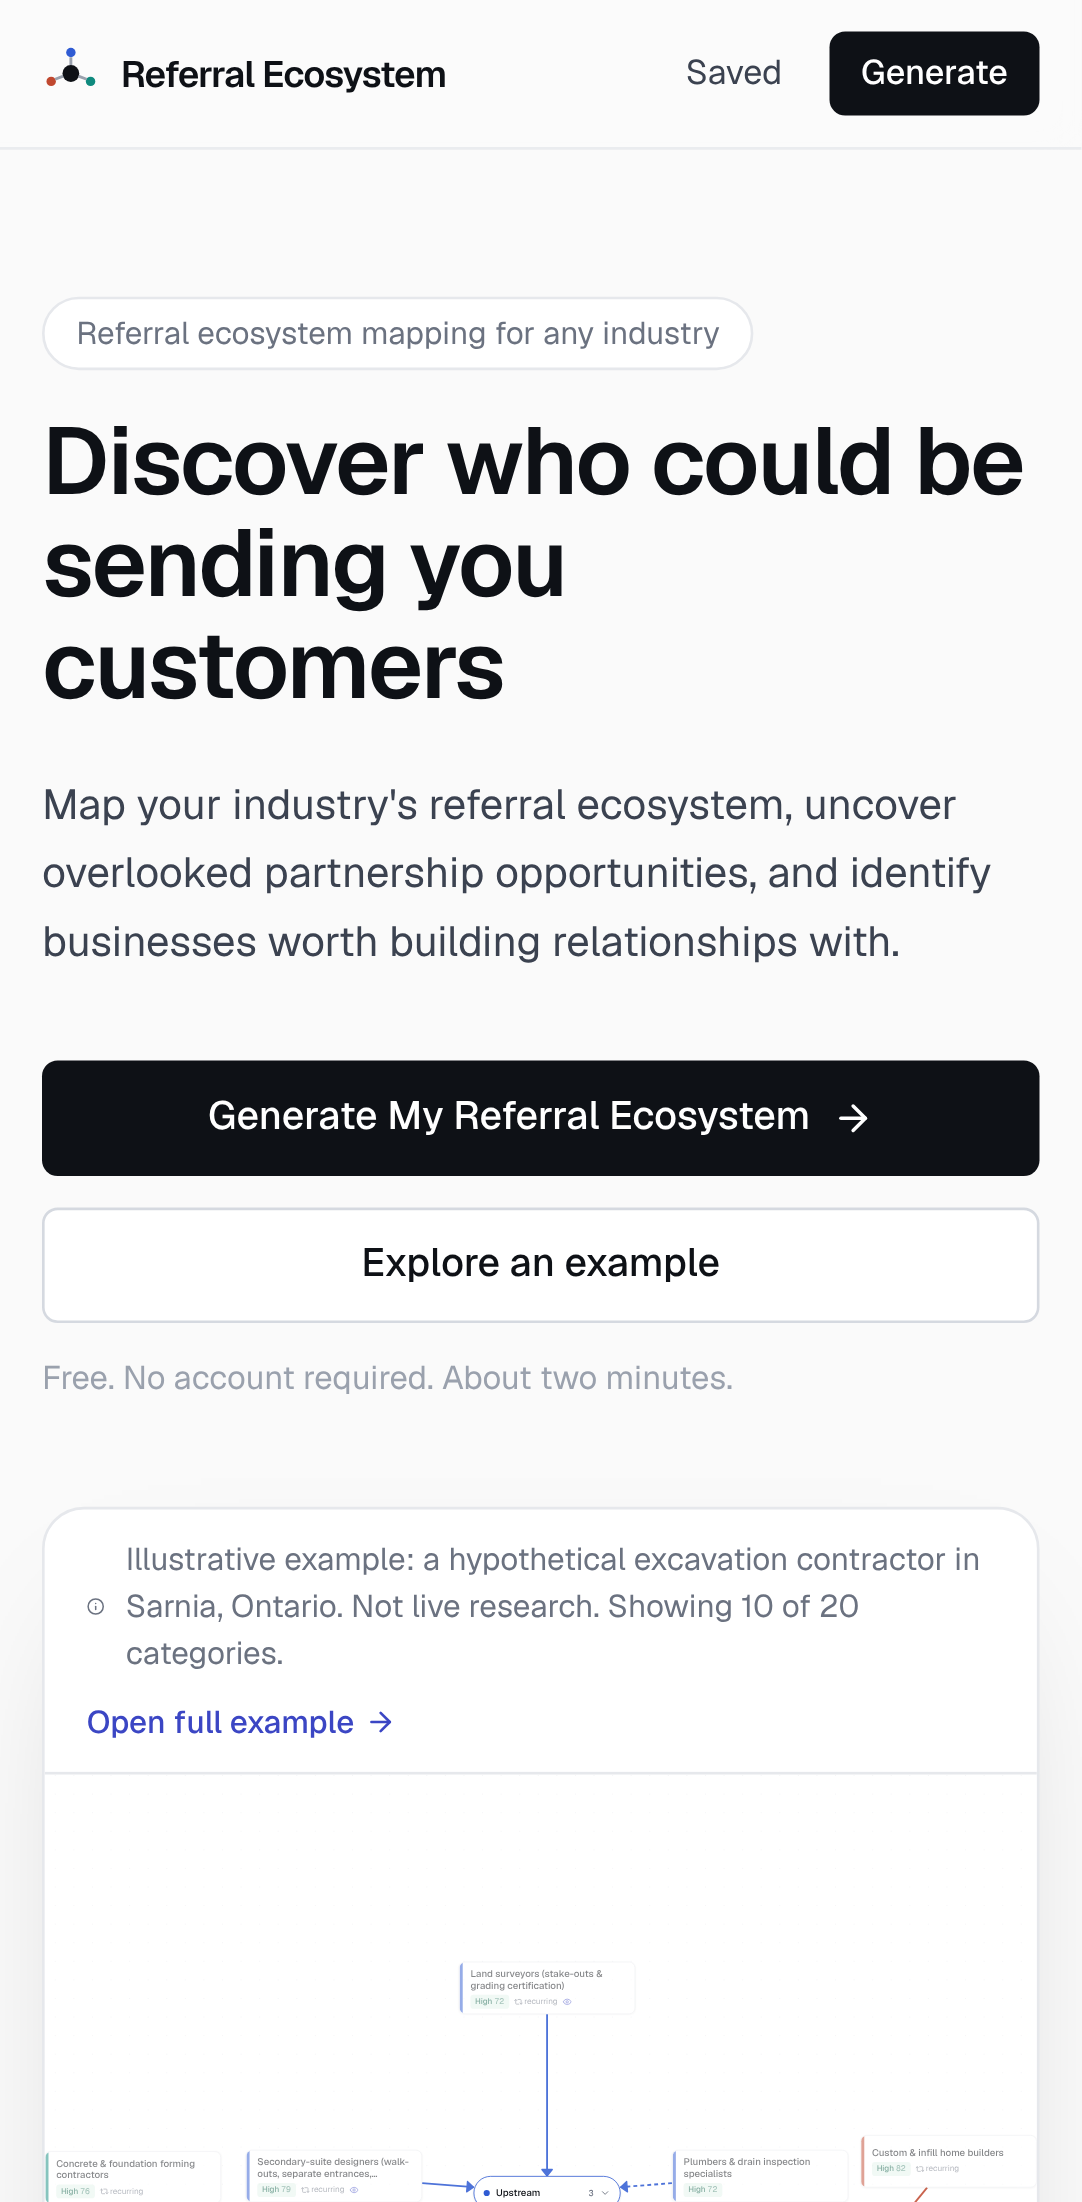 Referral Ecosystem
Saved
Generate
Referral ecosystem mapping for any industry
Discover who could be
sending you
customers
Map your industry's referral ecosystem, uncover
overlooked partnership opportunities, and identify
businesses worth building relationships with.
Generate My Referral Ecosystem →
Explore an example
Free. No account required. About two minutes.
Illustrative example: a hypothetical excavation contractor in
Sarnia, Ontario. Not live research. Showing 10 of 20
categories.
Open full example →
Land surveyors (stake-outs &
grading certification)
High 72 recurring
Concrete & foundation forming
contractors
High 76 recurring
Secondary-suite designers (walk-
outs, separate entrances,...
High 79 recurring
Upstream 3
Plumbers & drain inspection
specialists
High 72
Custom & infill home builders
High 82 recurring